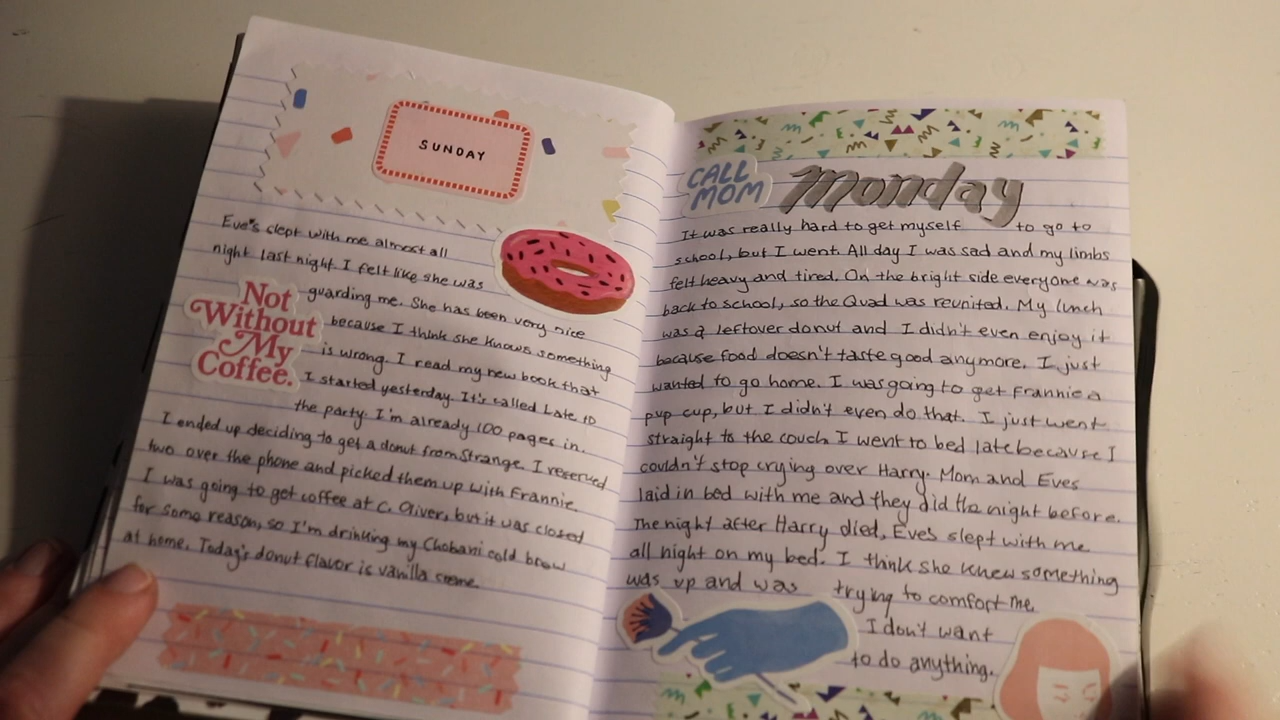 SUNDAY
Eve's slept with me almost all
night last night. I felt like she was
guarding me. She has been very nice
because I think she knows something
is wrong. I read my new book that
I started yesterday. It's called Late to
the party. I'm already 100 pages in.
I ended up deciding to get a donut from Strange. I reserved
two over the phone and picked them up with Frannie.
I was going to get coffee at C. Oliver, but it was closed
for some reason, so I'm drinking my Chobani cold brew
at home. Today's donut flavor is vanilla creme.
Not
Without
My
Coffee.
CALL
MOM
Monday
It was really hard to get myself to go to
school, but I went. All day I was sad and my limbs
felt heavy and tired. On the bright side everyone was
back to school, so the Quad was reunited. My lunch
was a leftover donut and I didn't even enjoy it
because food doesn't taste good anymore. I just
wanted to go home. I was going to get Frannie a
pup cup, but I didn't even do that. I just went
straight to the couch. I went to bed late because I
couldn't stop crying over Harry. Mom and Eves
laid in bed with me and they did the night before.
The night after Harry died, Eve's slept with me
all night on my bed. I think she knew something
was up and was trying to comfort me.
I don't want
to do anything.